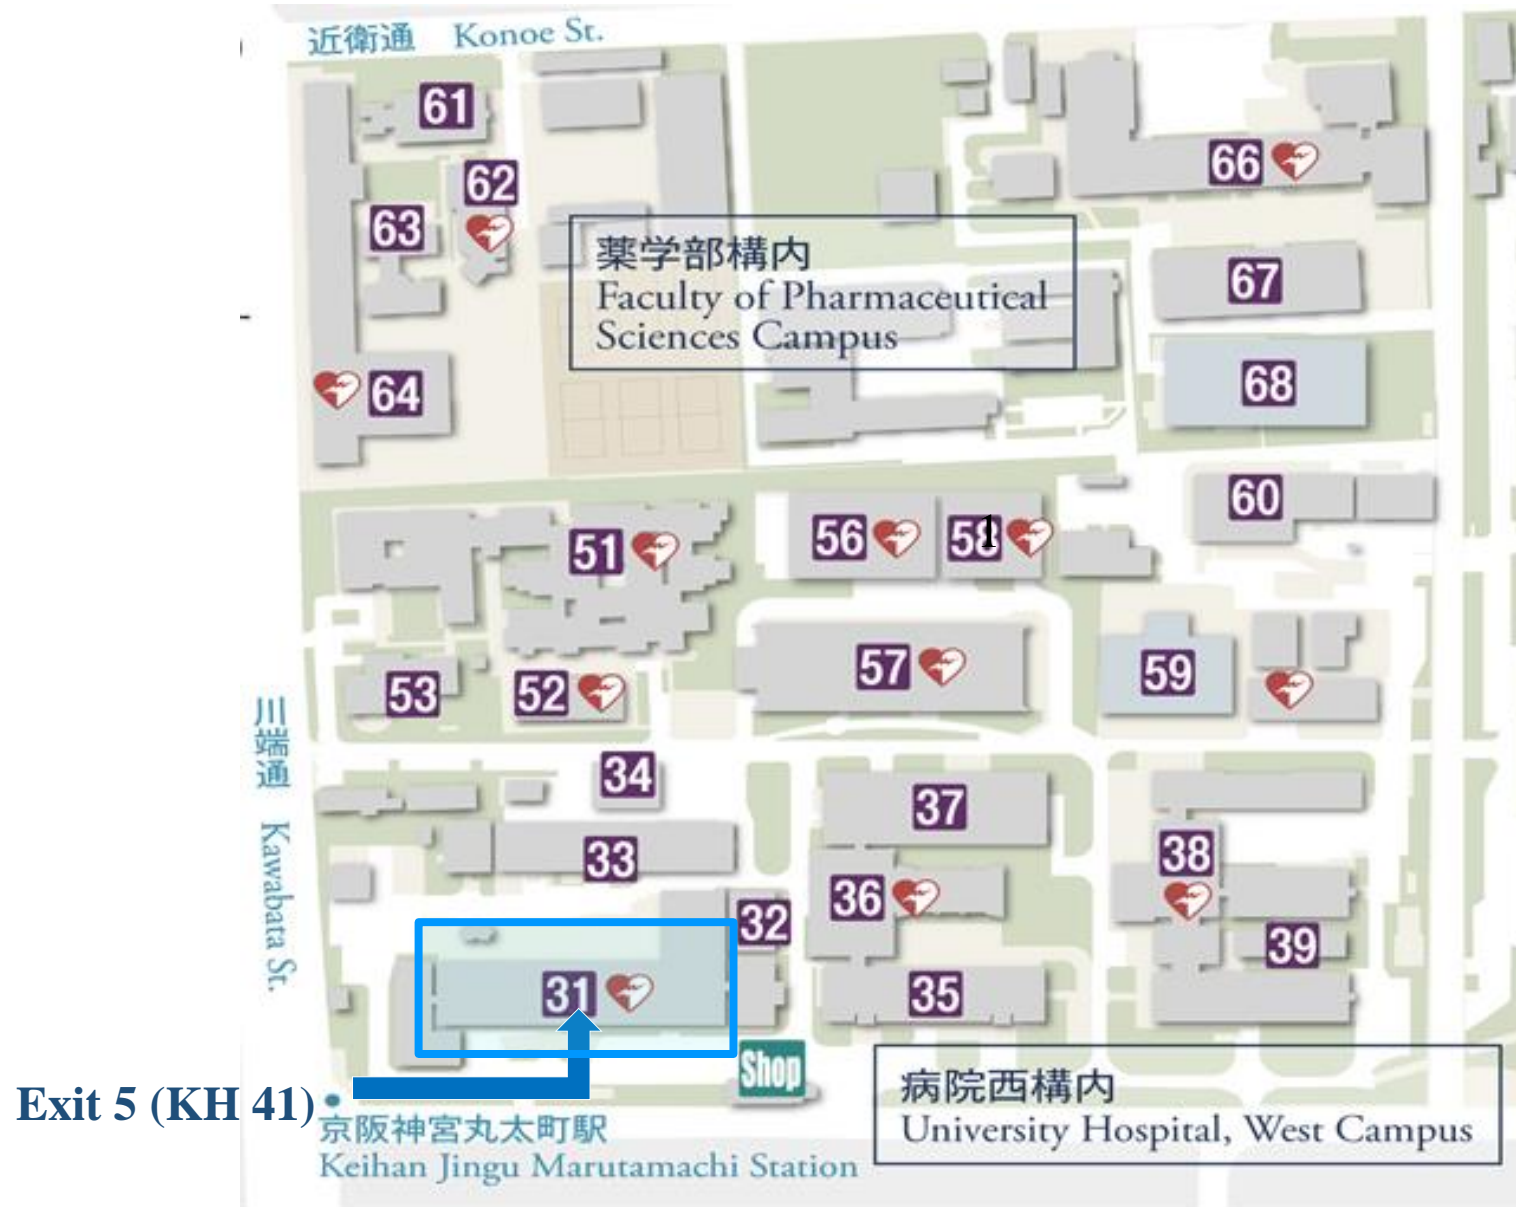 近衛通 Konoe St.
61
62
66
63
薬学部構内
Faculty of Pharmaceutical
Sciences Campus
67
68
64
60
51
56
58
1
57
59
53
52
川端通 Kawabata St.
34
37
33
38
36
32
39
31
35
Shop
病院西構内
University Hospital, West Campus
Exit 5 (KH 41)
京阪神宮丸太町駅
Keihan Jingu Marutamachi Station